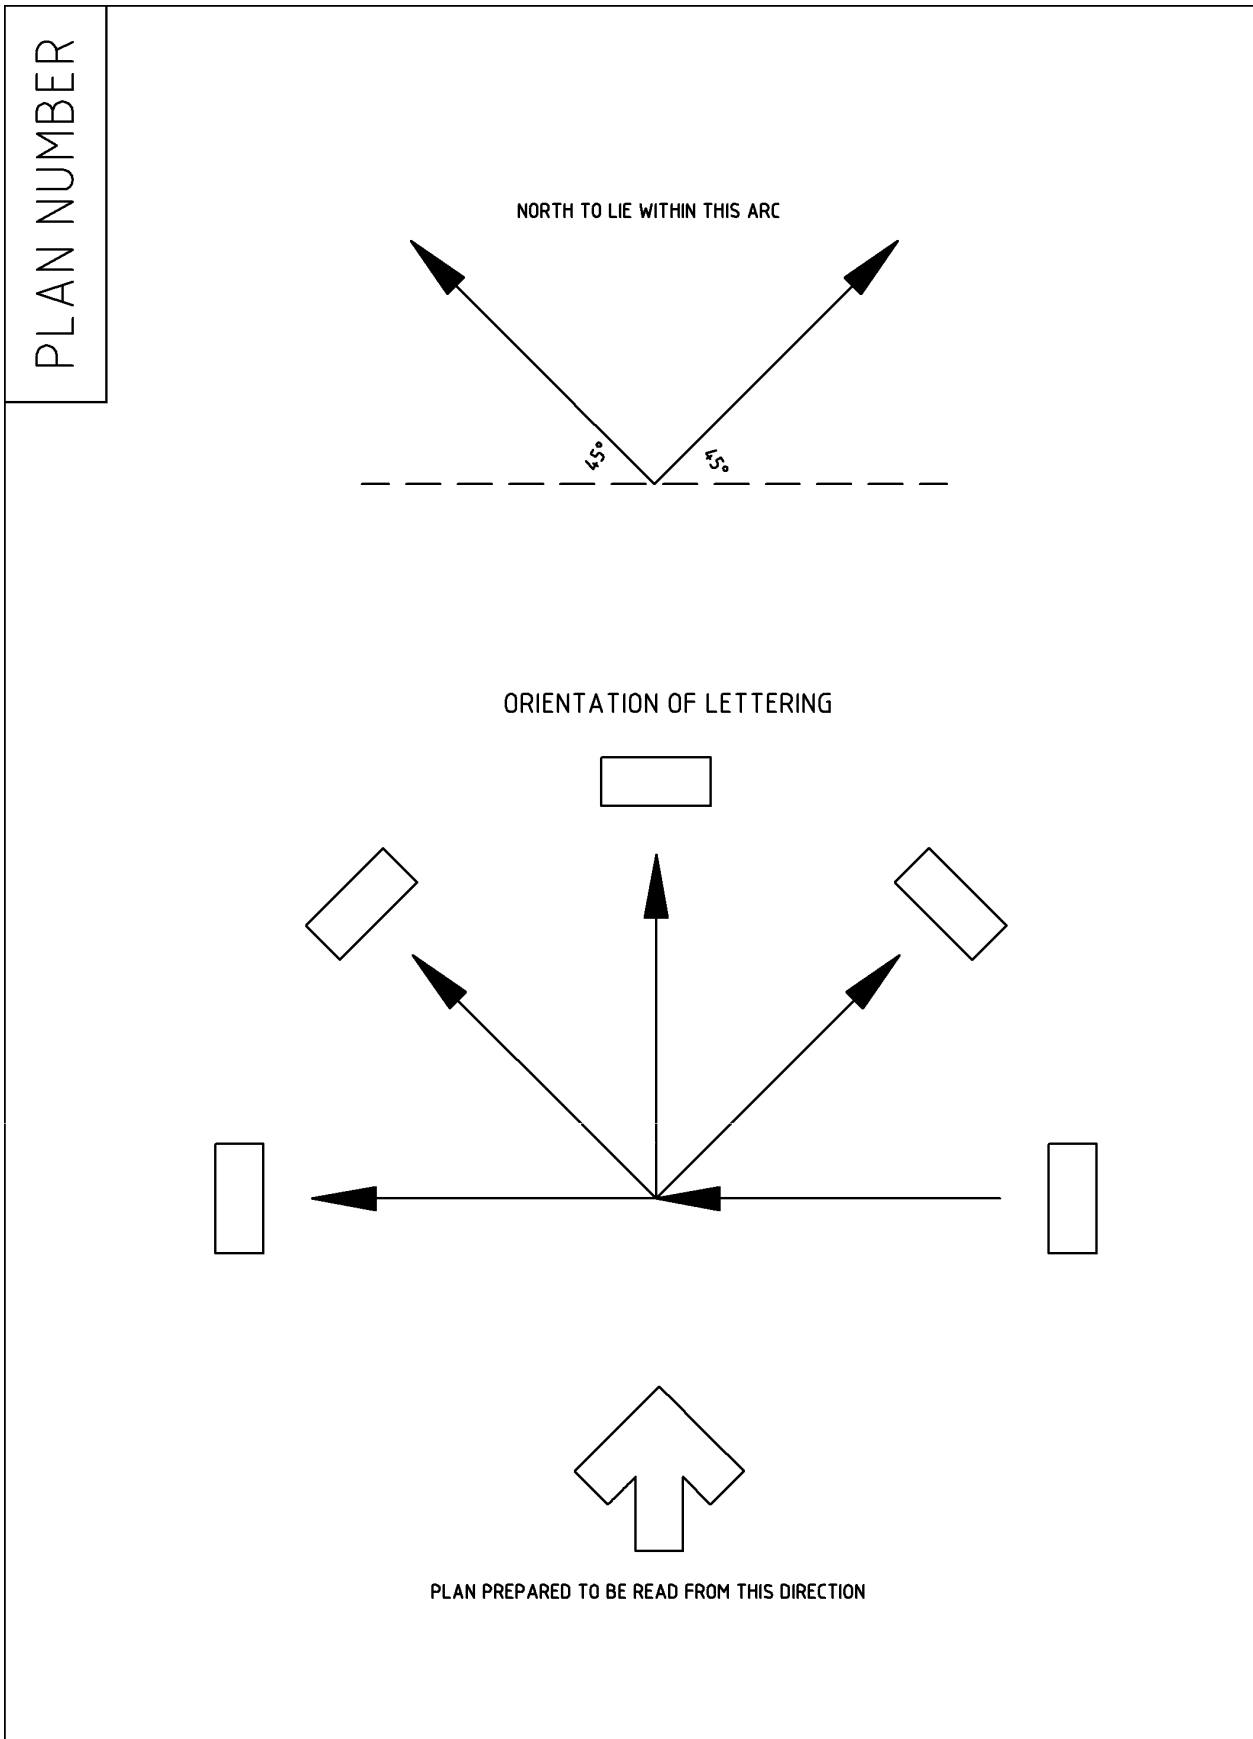 PLAN NUMBER
NORTH TO LIE WITHIN THIS ARC
45°
45°
ORIENTATION OF LETTERING
PLAN PREPARED TO BE READ FROM THIS DIRECTION